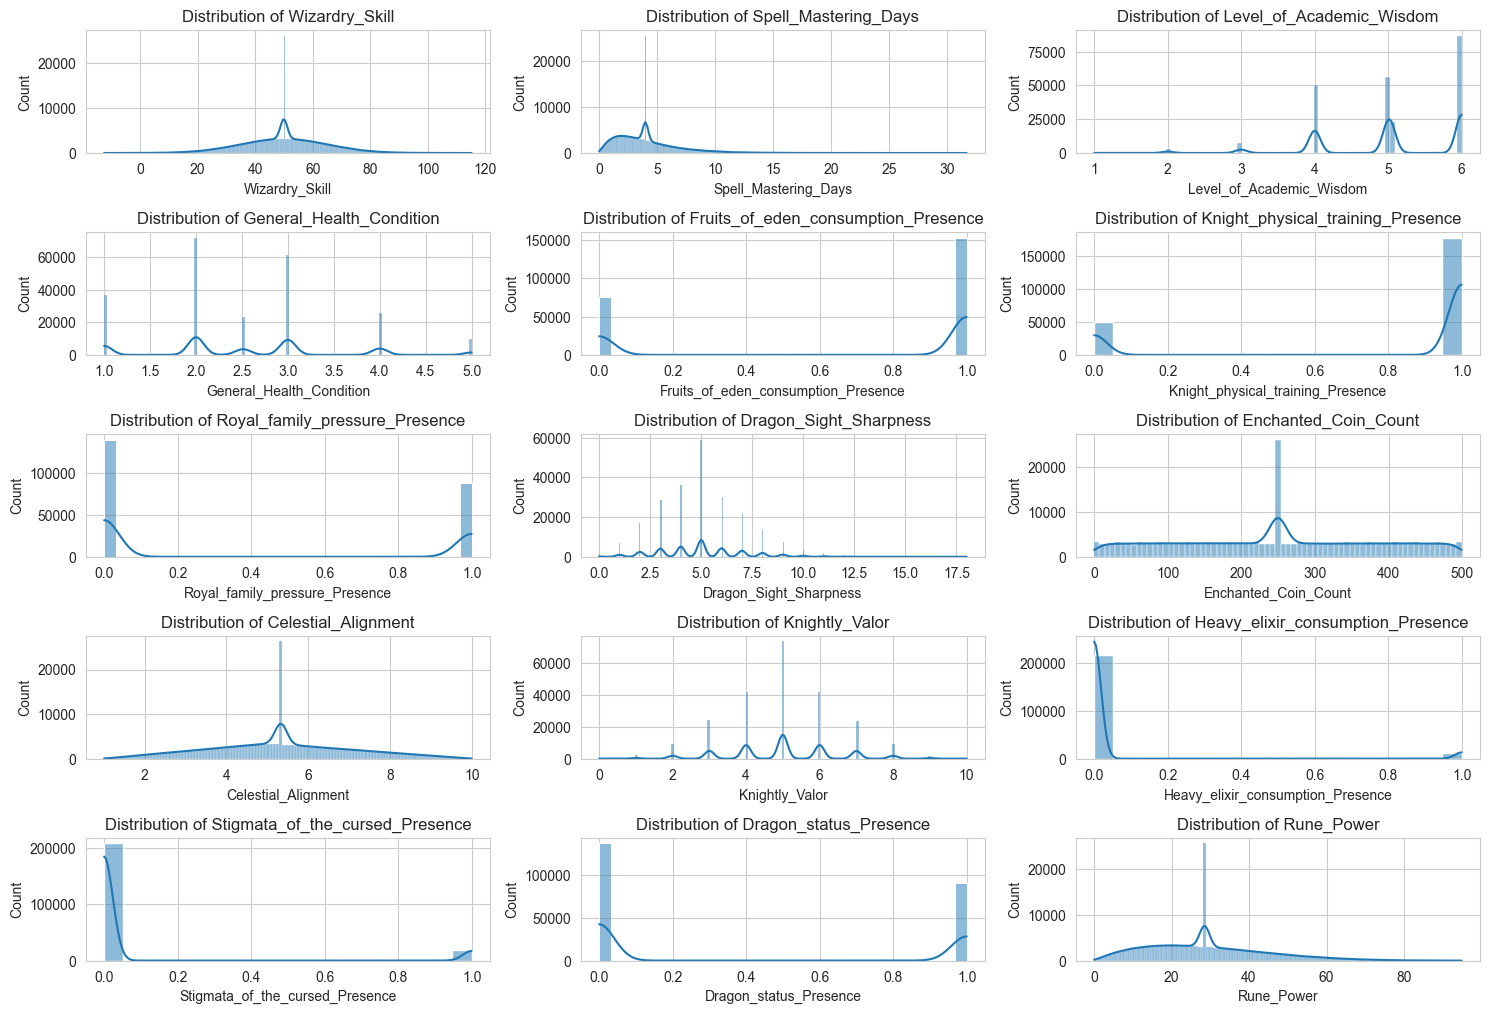 Distribution of Wizardry_Skill
Count
20000
10000
0
0 20 40 60 80 100 120
Wizardry_Skill
Distribution of Spell_Mastering_Days
Count
20000
10000
0
0 5 10 15 20 25 30
Spell_Mastering_Days
Distribution of Level_of_Academic_Wisdom
Count
75000
50000
25000
0
1 2 3 4 5 6
Level_of_Academic_Wisdom
Distribution of General_Health_Condition
Count
60000
40000
20000
0
1.0 1.5 2.0 2.5 3.0 3.5 4.0 4.5 5.0
General_Health_Condition
Distribution of Fruits_of_eden_consumption_Presence
Count
150000
100000
50000
0
0.0 0.2 0.4 0.6 0.8 1.0
Fruits_of_eden_consumption_Presence
Distribution of Knight_physical_training_Presence
Count
150000
100000
50000
0
0.0 0.2 0.4 0.6 0.8 1.0
Knight_physical_training_Presence
Distribution of Royal_family_pressure_Presence
Count
100000
50000
0
0.0 0.2 0.4 0.6 0.8 1.0
Royal_family_pressure_Presence
Distribution of Dragon_Sight_Sharpness
Count
60000
40000
20000
0
0.0 2.5 5.0 7.5 10.0 12.5 15.0 17.5
Dragon_Sight_Sharpness
Distribution of Enchanted_Coin_Count
Count
20000
10000
0
0 100 200 300 400 500
Enchanted_Coin_Count
Distribution of Celestial_Alignment
Count
20000
10000
0
2 4 6 8 10
Celestial_Alignment
Distribution of Knightly_Valor
Count
60000
40000
20000
0
0 2 4 6 8 10
Knightly_Valor
Distribution of Heavy_elixir_consumption_Presence
Count
200000
100000
0
0.0 0.2 0.4 0.6 0.8 1.0
Heavy_elixir_consumption_Presence
Distribution of Stigmata_of_the_cursed_Presence
Count
200000
100000
0
0.0 0.2 0.4 0.6 0.8 1.0
Stigmata_of_the_cursed_Presence
Distribution of Dragon_status_Presence
Count
100000
50000
0
0.0 0.2 0.4 0.6 0.8 1.0
Dragon_status_Presence
Distribution of Rune_Power
Count
20000
10000
0
0 20 40 60 80
Rune_Power